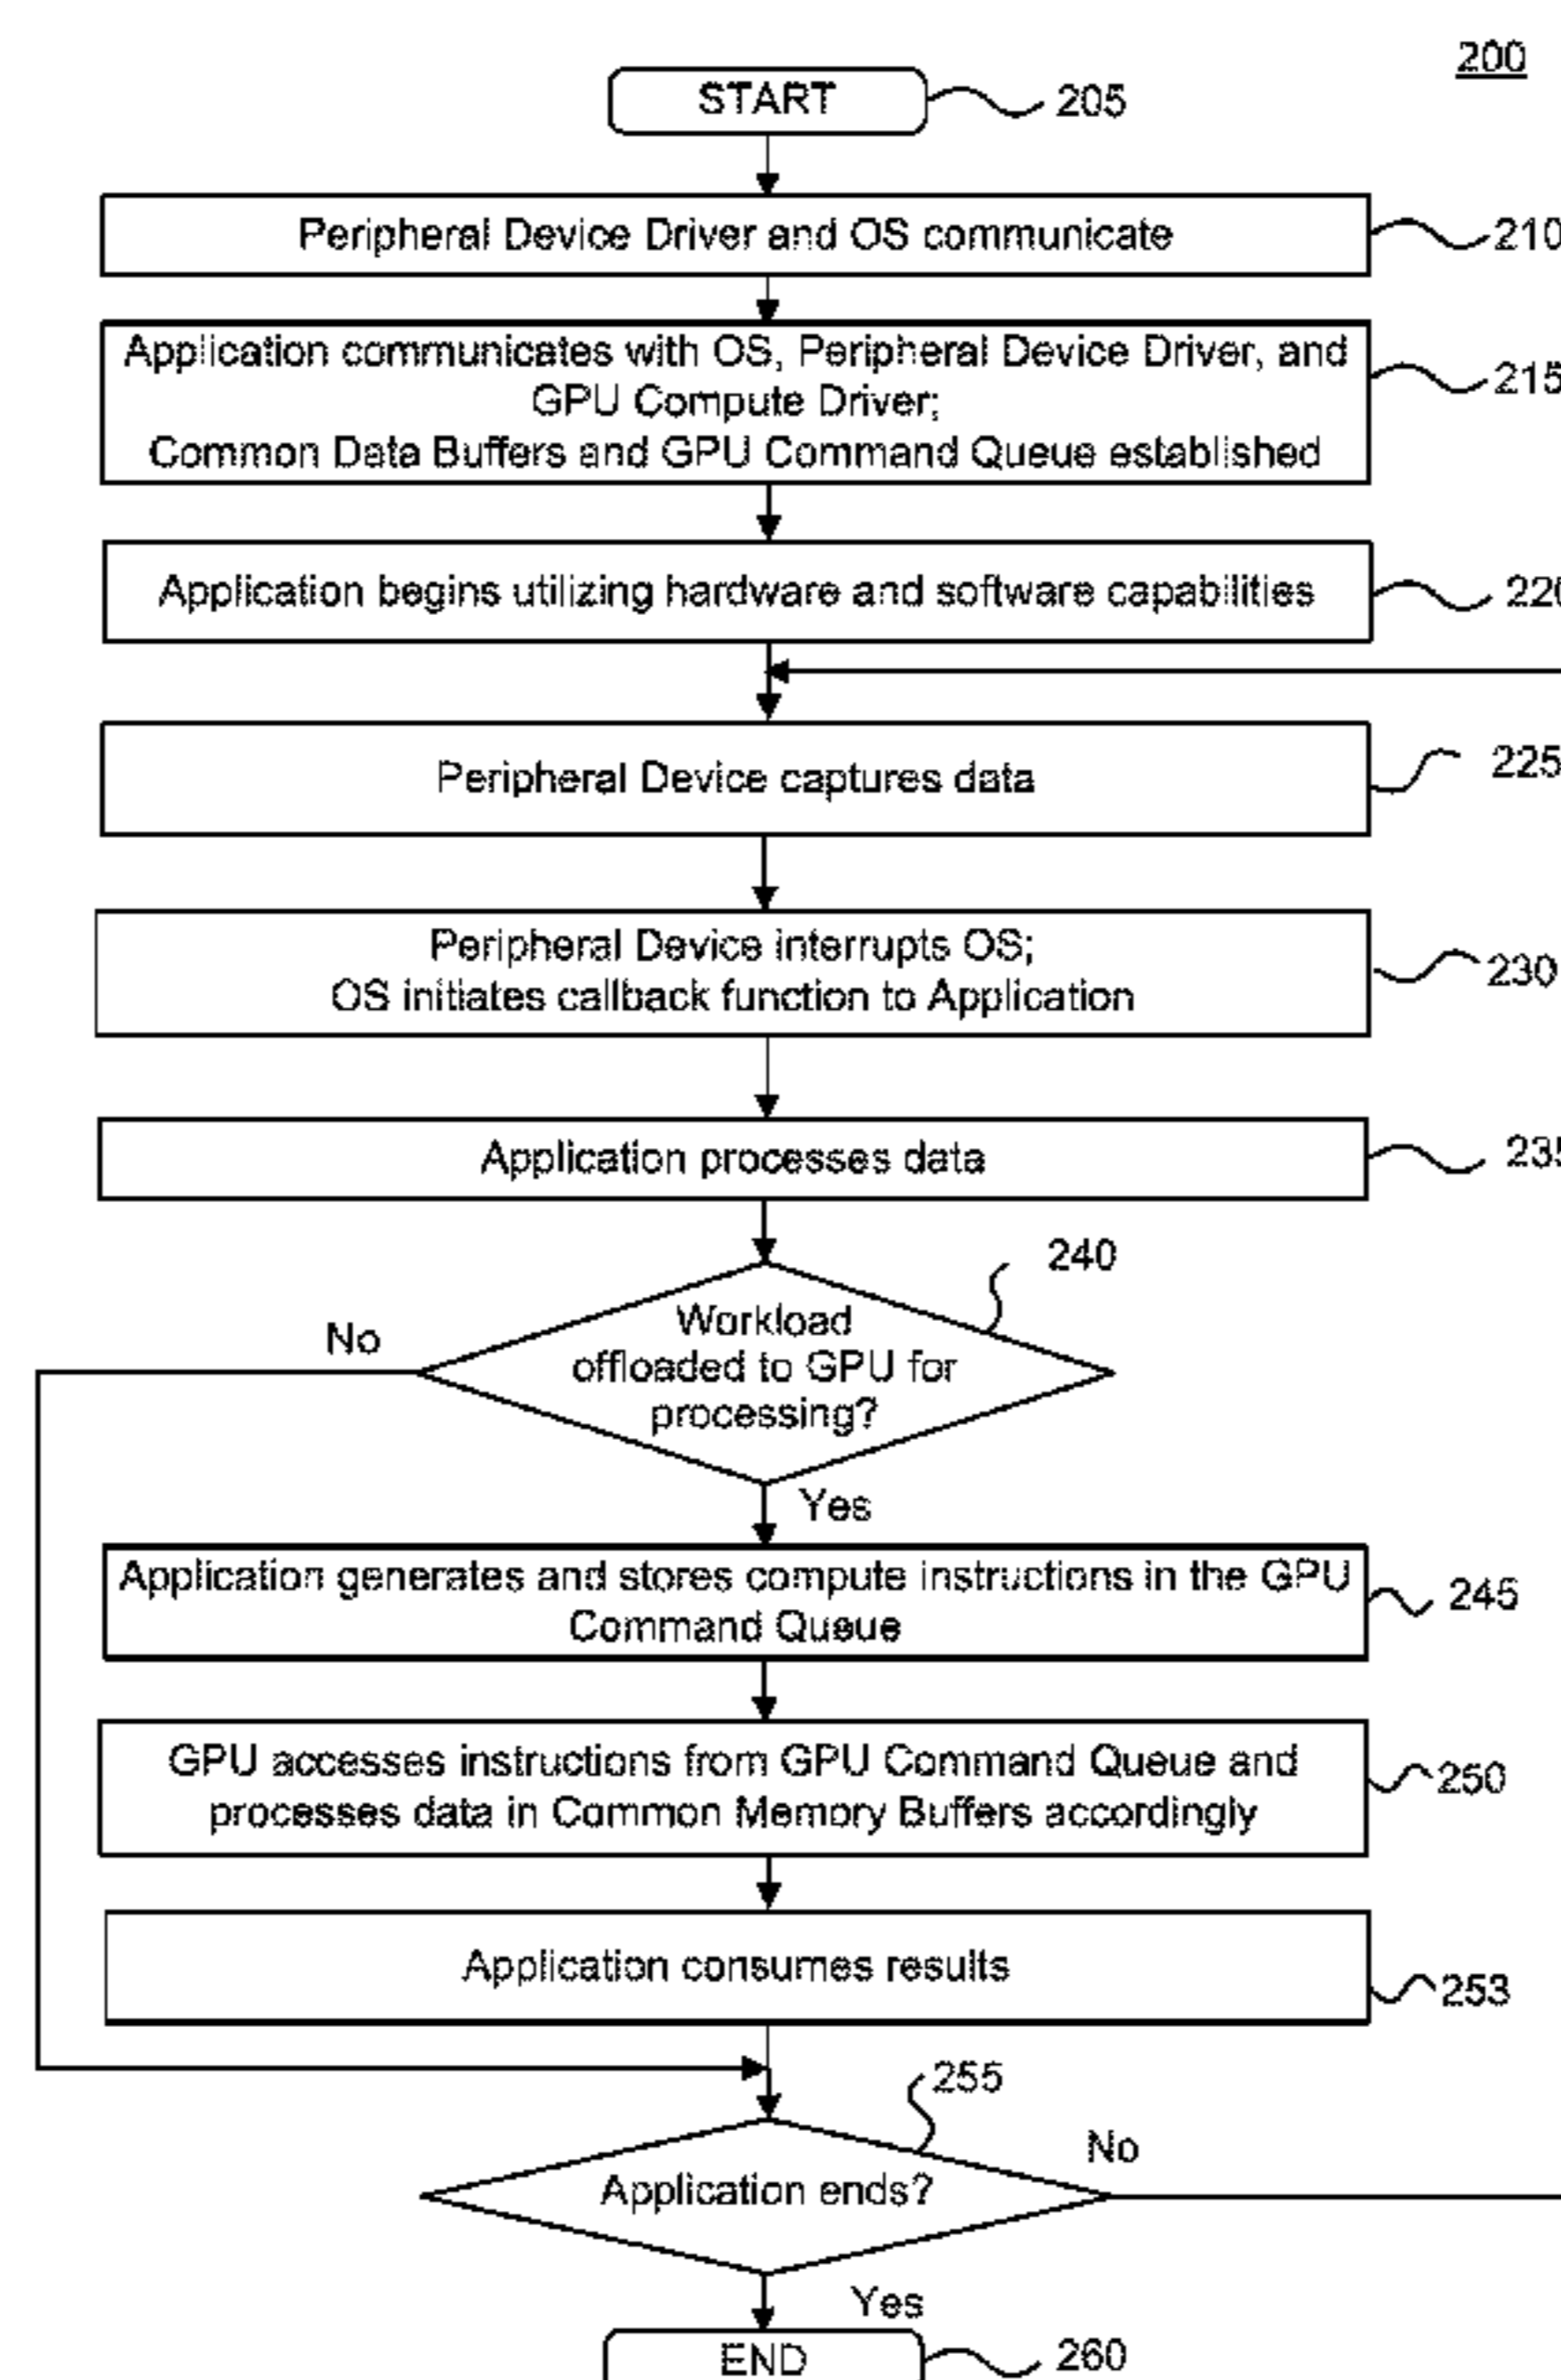 200
START
205
Peripheral Device Driver and OS communicate
210
Application communicates with OS, Peripheral Device Driver, and
GPU Compute Driver;
Common Data Buffers and GPU Command Queue established
215
Application begins utilizing hardware and software capabilities
220
Peripheral Device captures data
225
Peripheral Device interrupts OS;
OS initiates callback function to Application
230
Application processes data
235
240
Workload
offloaded to GPU for
processing?
No
Yes
Application generates and stores compute instructions in the GPU
Command Queue
245
GPU accesses instructions from GPU Command Queue and
processes data in Common Memory Buffers accordingly
250
Application consumes results
253
255
No
Application ends?
Yes
END
260